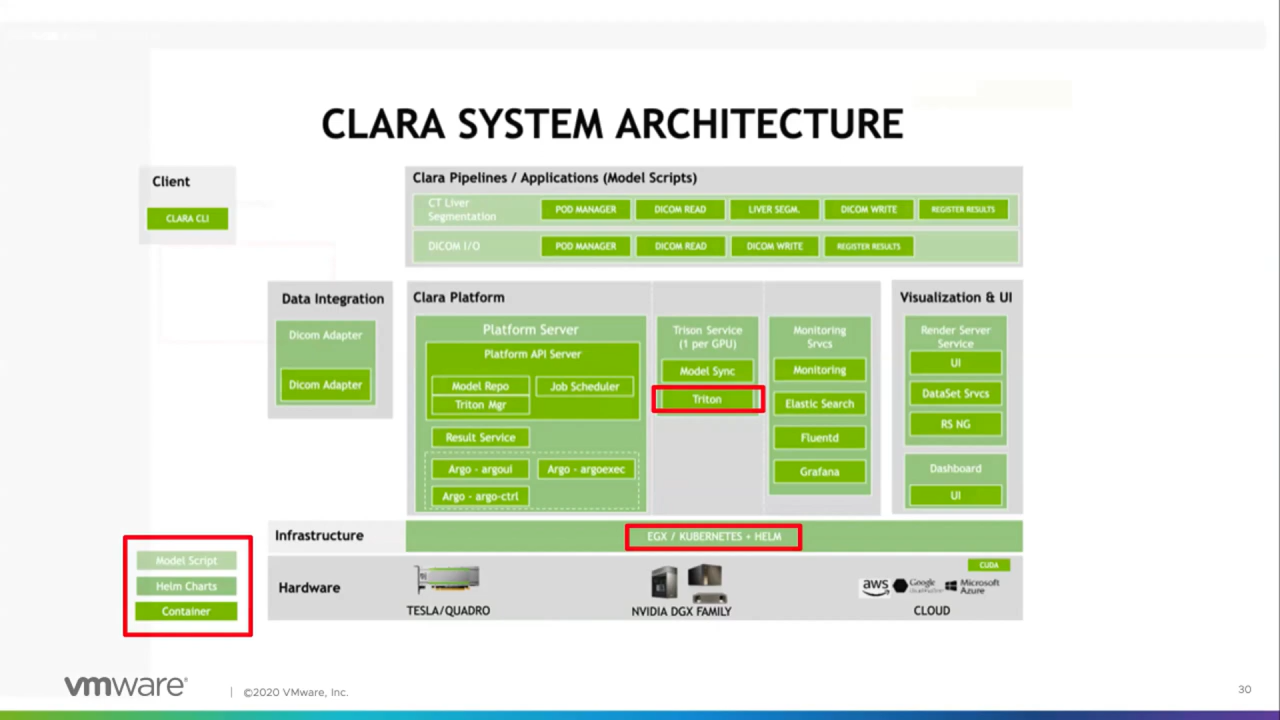 CLARA SYSTEM ARCHITECTURE
Client
CLARA CLI
Clara Pipelines / Applications (Model Scripts)
CT Liver
Segmentation
POD MANAGER
DICOM READ
LIVER SEGM.
DICOM WRITE
REGISTER RESULTS
DICOM I/O
POD MANAGER
DICOM READ
DICOM WRITE
REGISTER RESULTS
Data Integration
Dicom Adapter
Dicom Adapter
Clara Platform
Platform Server
Platform API Server
Model Repo
Job Scheduler
Triton Mgr
Result Service
Argo - argoui
Argo - argoexec
Argo - argo-ctrl
Trison Service
(1 per GPU)
Model Sync
Triton
Monitoring
Srvcs
Monitoring
Elastic Search
Fluentd
Grafana
Visualization & UI
Render Server
Service
UI
DataSet Srvcs
RS NG
Dashboard
UI
Infrastructure
EGX / KUBERNETES + HELM
Model Script
Helm Charts
Container
Hardware
TESLA/QUADRO
NVIDIA DGX FAMILY
CUDA
aws
Google
Microsoft
Azure
CLOUD
vmware
©2020 VMware, Inc.
30